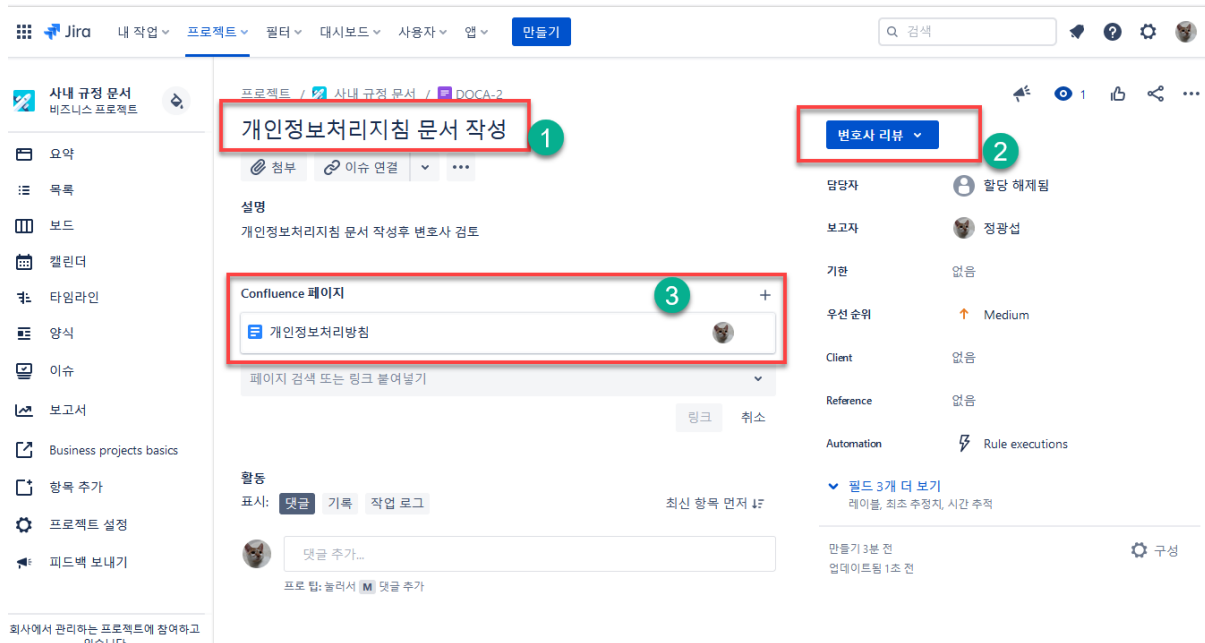 Jira 내 작업 프로젝트 필터 대시보드 사용자 앱 만들기 검색
사내 규정 문서
비즈니스 프로젝트
요약
목록
보드
캘린더
타임라인
양식
이슈
보고서
Business projects basics
항목 추가
프로젝트 설정
피드백 보내기
회사에서 관리하는 프로젝트에 참여하고
있습니다
프로젝트 / 사내 규정 문서 / DOCA-2
개인정보처리지침 문서 작성
1
첨부 이슈 연결
설명
개인정보처리지침 문서 작성후 변호사 검토
Confluence 페이지
3
개인정보처리방침
페이지 검색 또는 링크 붙여넣기
링크 취소
활동
표시: 댓글 기록 작업 로그 최신 항목 먼저
댓글 추가...
프로 팁: 눌러서 M 댓글 추가
1
변호사 리뷰
2
담당자 할당 해제됨
보고자 정광섭
기한 없음
우선 순위 Medium
Client 없음
Reference 없음
Automation Rule executions
필드 3개 더 보기
레이블, 최초 추정치, 시간 추적
만들기 3분 전
업데이트됨 1초 전
구성